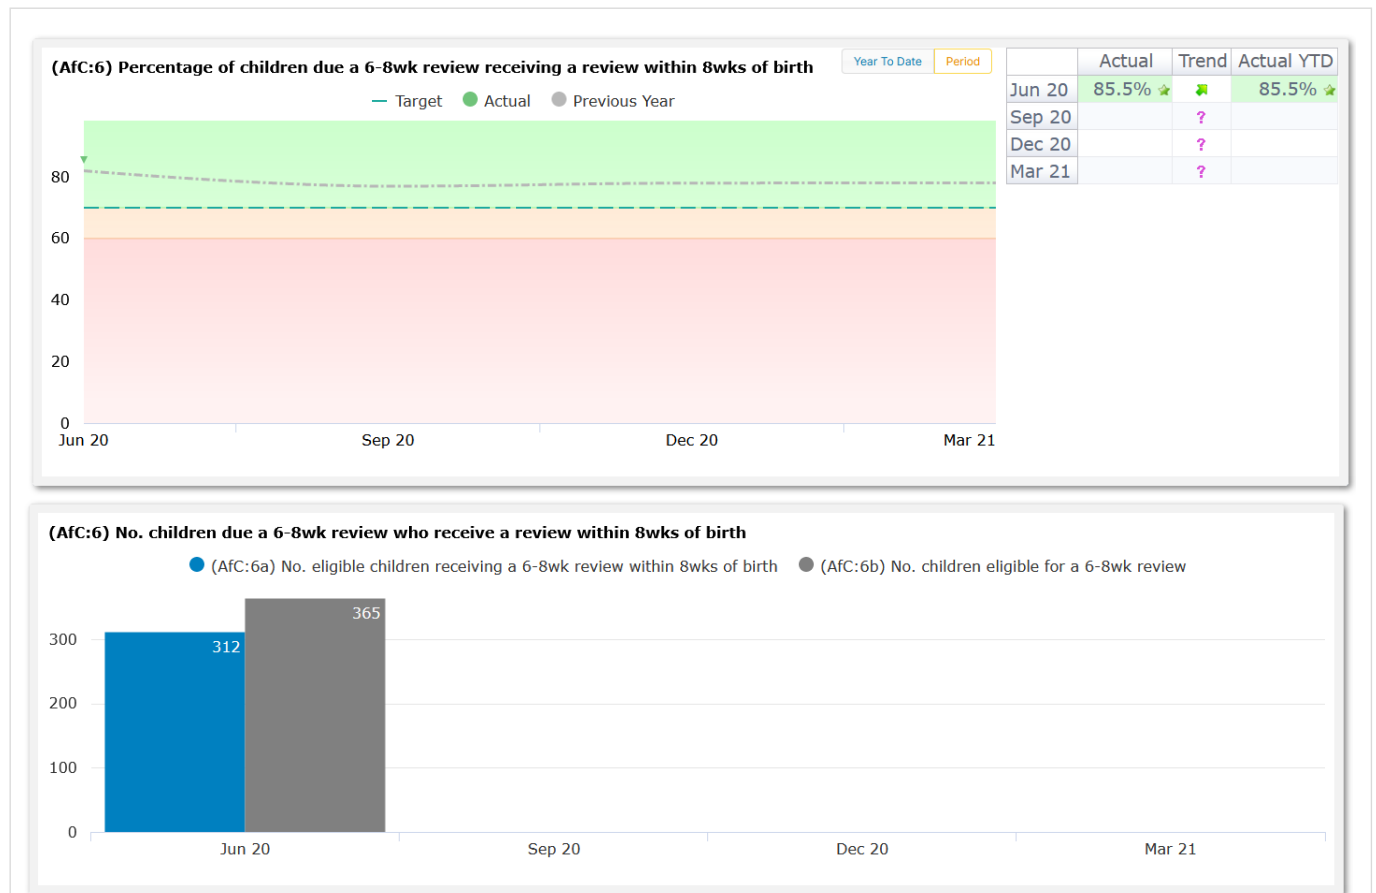 (AfC:6) Percentage of children due a 6-8wk review receiving a review within 8wks of birth
Year To Date Period
Target Actual Previous Year
80
60
40
20
0
Jun 20 Sep 20 Dec 20 Mar 21
Actual Trend Actual YTD
Jun 20 85.5% 85.5%
Sep 20 ?
Dec 20 ?
Mar 21 ?
(AfC:6) No. children due a 6-8wk review who receive a review within 8wks of birth
(AfC:6a) No. eligible children receiving a 6-8wk review within 8wks of birth (AfC:6b) No. children eligible for a 6-8wk review
365
312
300
200
100
0
Jun 20 Sep 20 Dec 20 Mar 21